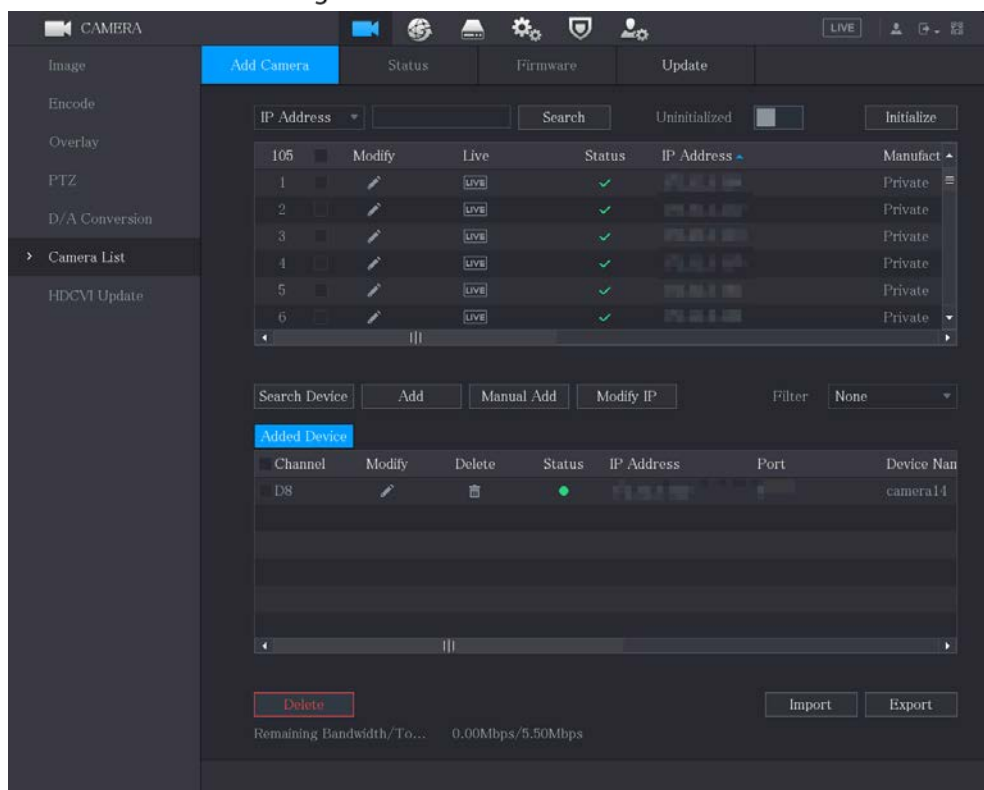 CAMERA LIVE
Image Add Camera Status Firmware Update
Encode
Overlay
PTZ
D/A Conversion
Camera List
HDCVI Update
IP Address Search Uninitialized Initialize
105 Modify Live Status IP Address Manufact
1 LIVE Private
2 LIVE Private
3 LIVE Private
4 LIVE Private
5 LIVE Private
6 LIVE Private
Search Device Add Manual Add Modify IP Filter None
Added Device
Channel Modify Delete Status IP Address Port Device Nan
D8 camera14
Delete Import Export
Remaining Bandwidth/To... 0.00Mbps/5.50Mbps